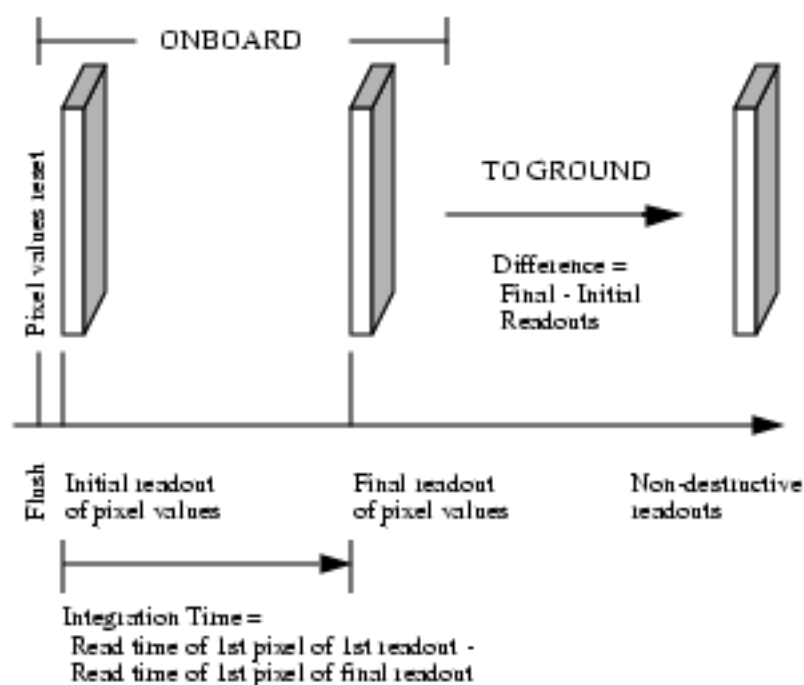 ONBOARD
Pixel values reset
TO GROUND
Difference =
Final - Initial
Readouts
Flush
Initial readout
of pixel values
Final readout
of pixel values
Non-destructive
readouts
Integration Time =
Read time of 1st pixel of 1st readout -
Read time of 1st pixel of final readout